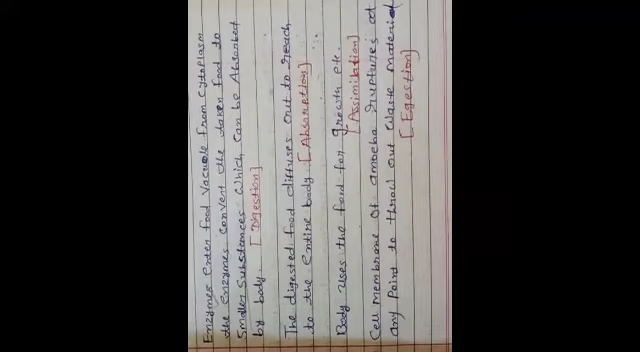 Enzymes enter food vacuole from cytoplasm
the enzymes convert the taken food to
smaller substances which can be Absorbed
by body. [Digestion]
The digested food diffuses out to reach
to the entire body. [Absorption]
Body uses the food for growth etc.
[Assimilation]
Cell membrane of amoeba ruptures at
any Point to throw out waste material
[Egestion]